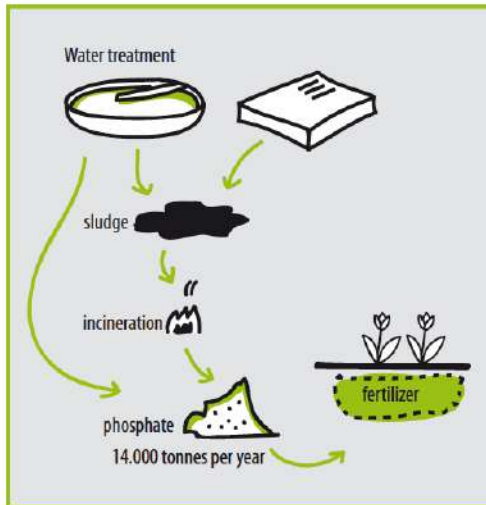 Water treatment
sludge
incineration
fertilizer
phosphate
14.000 tonnes per year